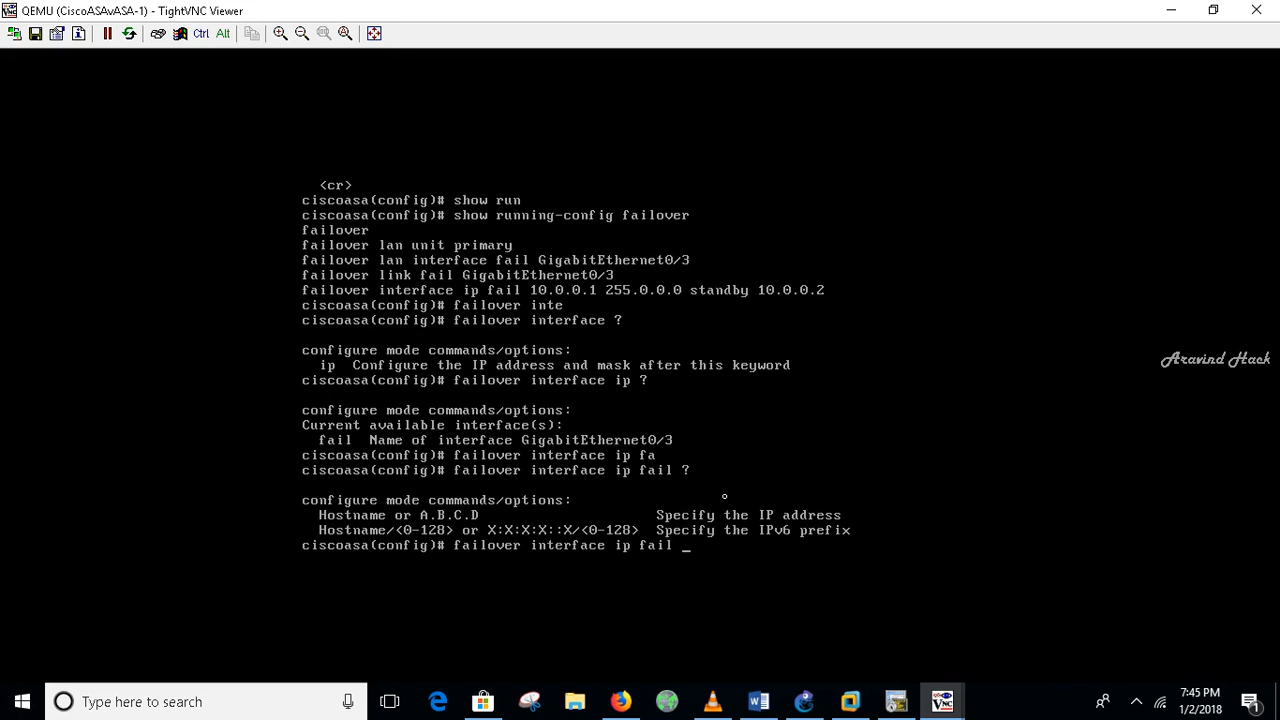 QEMU (CiscoASAvASA-1) - TightVNC Viewer
Ctrl Alt
<cr>
ciscoasa(config)# show run
ciscoasa(config)# show running-config failover
failover
failover lan unit primary
failover lan interface fail GigabitEthernet0/3
failover link fail GigabitEthernet0/3
failover interface ip fail 10.0.0.1 255.0.0.0 standby 10.0.0.2
ciscoasa(config)# failover inte
ciscoasa(config)# failover interface ?
configure mode commands/options:
ip Configure the IP address and mask after this keyword
ciscoasa(config)# failover interface ip ?
configure mode commands/options:
Current available interface(s):
fail Name of interface GigabitEthernet0/3
ciscoasa(config)# failover interface ip fa
ciscoasa(config)# failover interface ip fail ?
configure mode commands/options:
Hostname or A.B.C.D Specify the IP address
Hostname/<0-128> or X:X:X:X::X/<0-128> Specify the IPv6 prefix
ciscoasa(config)# failover interface ip fail _
Aravind Hack
Type here to search
7:45 PM
1/2/2018